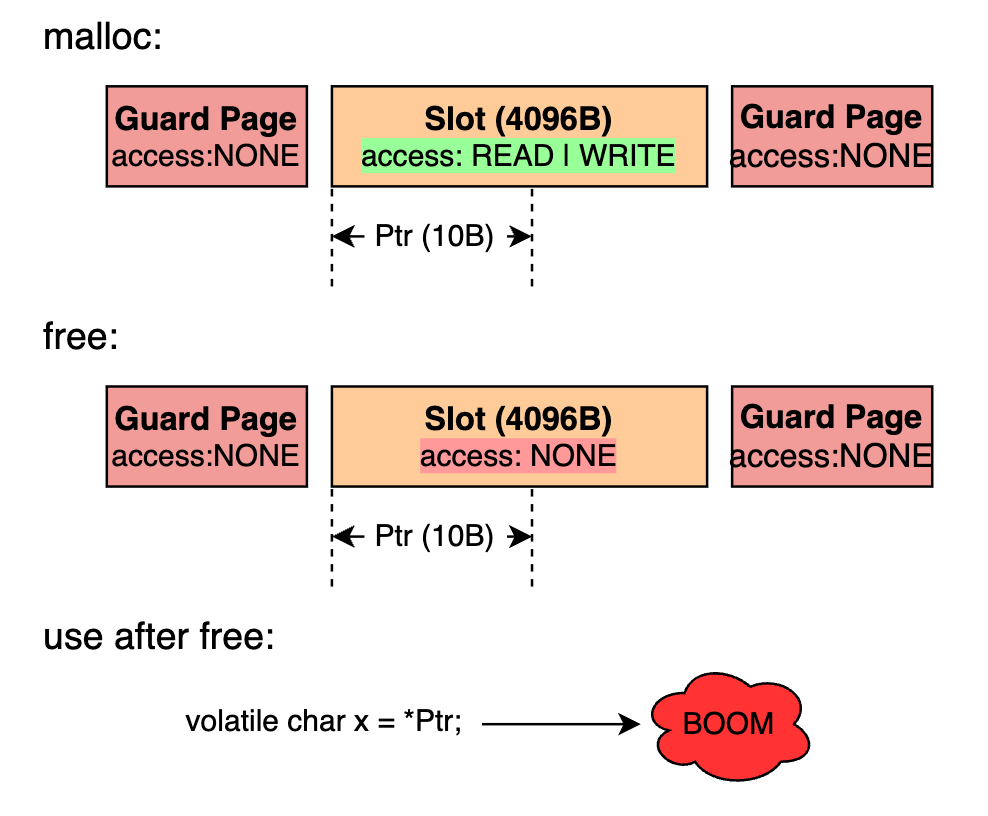 malloc:
Guard Page
access:NONE
Slot (4096B)
access: READ | WRITE
Guard Page
access:NONE
Ptr (10B)
free:
Guard Page
access:NONE
Slot (4096B)
access: NONE
Guard Page
access:NONE
Ptr (10B)
use after free:
volatile char x = *Ptr;
BOOM